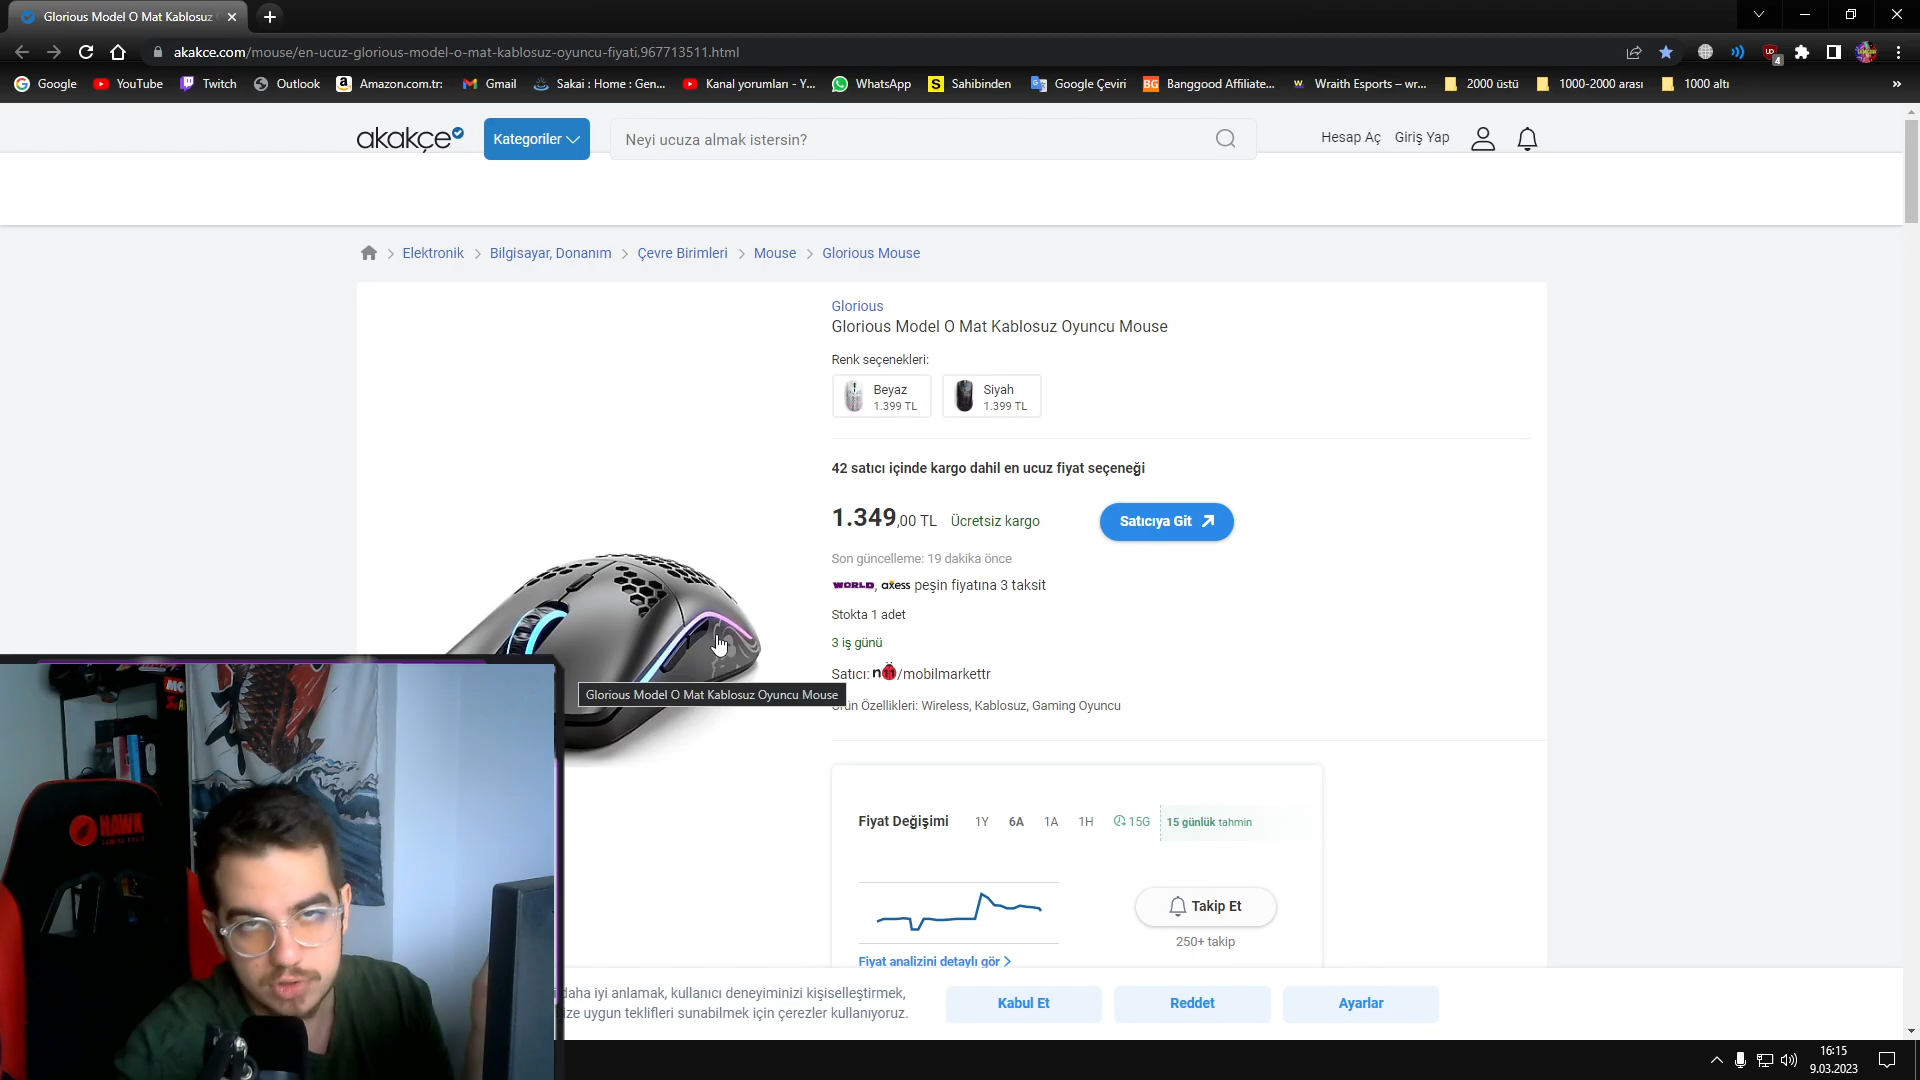 Glorious Model O Mat Kablosuz
akakce.com/mouse/en-ucuz-glorious-model-o-mat-kablosuz-oyuncu-fiyati,967713511.html
4
Google
YouTube
Twitch
Outlook
Amazon.com.tr:
Gmail
Sakai : Home : Gen...
Kanal yorumları - Y...
WhatsApp
Sahibinden
Google Çeviri
Banggood Affiliate...
Wraith Esports – wr...
2000 üstü
1000-2000 arası
1000 altı
»
akakçe
Kategoriler
Neyi ucuza almak istersin?
Hesap Aç
Giriş Yap
Elektronik > Bilgisayar, Donanım > Çevre Birimleri > Mouse > Glorious Mouse
Glorious
Glorious Model O Mat Kablosuz Oyuncu Mouse
Renk seçenekleri:
Beyaz
1.399 TL
Siyah
1.399 TL
42 satıcı içinde kargo dahil en ucuz fiyat seçeneği
1.349,00 TL Ücretsiz kargo
Satıcıya Git
Son güncelleme: 19 dakika önce
WORLD, axess peşin fiyatına 3 taksit
Stokta 1 adet
3 iş günü
Satıcı: n11/mobilmarkettr
Glorious Model O Mat Kablosuz Oyuncu Mouse
Ürün Özellikleri: Wireless, Kablosuz, Gaming Oyuncu
Fiyat Değişimi
1Y
6A
1A
1H
15G
15 günlük tahmin
Takip Et
250+ takip
Fiyat analizini detaylı gör >
daha iyi anlamak, kullanıcı deneyiminizi kişiselleştirmek,
ize uygun teklifleri sunabilmek için çerezler kullanıyoruz.
Kabul Et
Reddet
Ayarlar
HAWK
16:15
9.03.2023